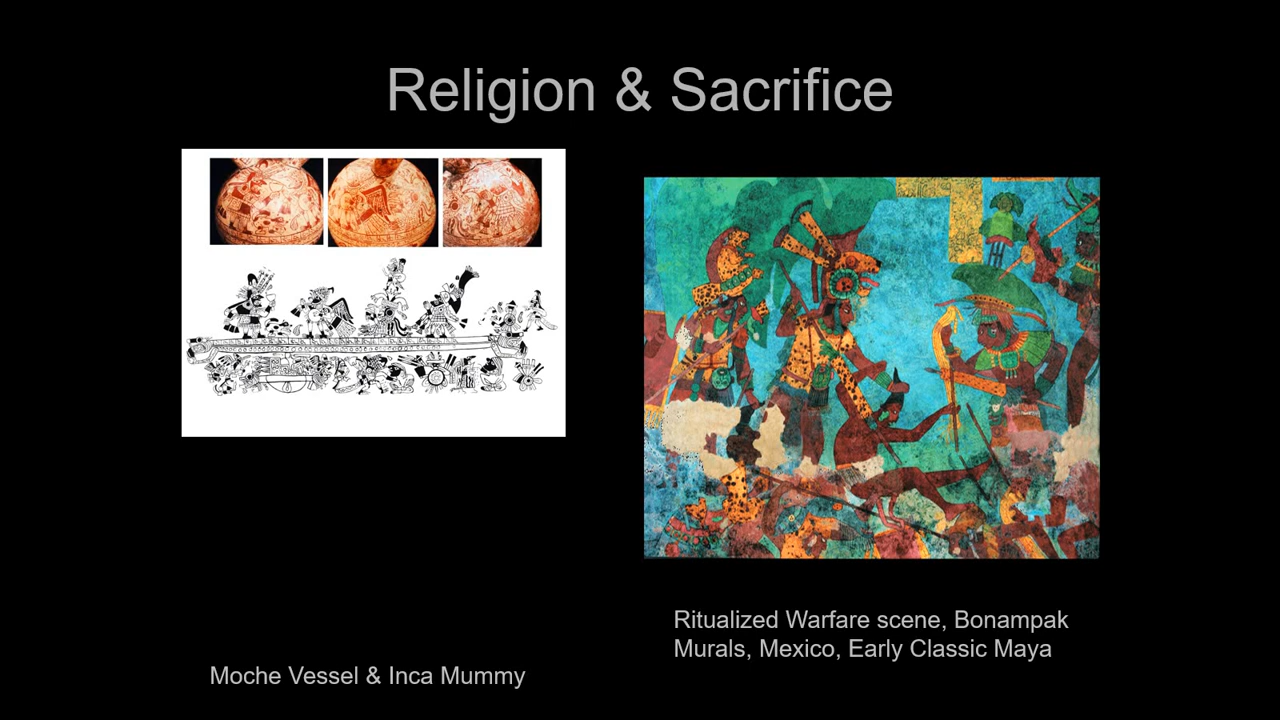 Religion & Sacrifice
Ritualized Warfare scene, Bonampak
Murals, Mexico, Early Classic Maya
Moche Vessel & Inca Mummy